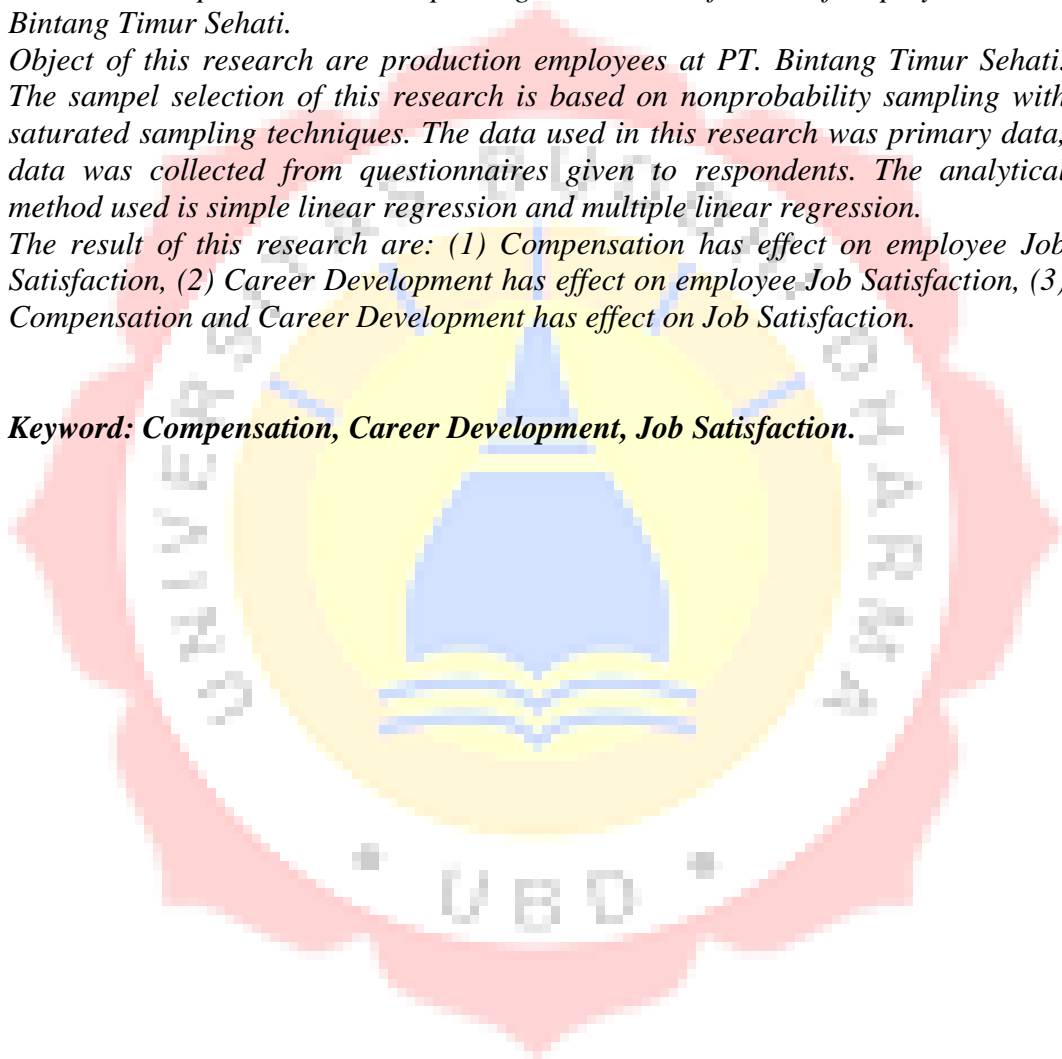 Bintang Timur Sehati.
Object of this research are production employees at PT. Bintang Timur Sehati.
The sampel selection of this research is based on nonprobability sampling with
saturated sampling techniques. The data used in this research was primary data,
data was collected from questionnaires given to respondents. The analytical
method used is simple linear regression and multiple linear regression.
The result of this research are: (1) Compensation has effect on employee Job
Satisfaction, (2) Career Development has effect on employee Job Satisfaction, (3)
Compensation and Career Development has effect on Job Satisfaction.
Keyword: Compensation, Career Development, Job Satisfaction.
UNIVERSITAS BUDDHI DHARMA
UBD